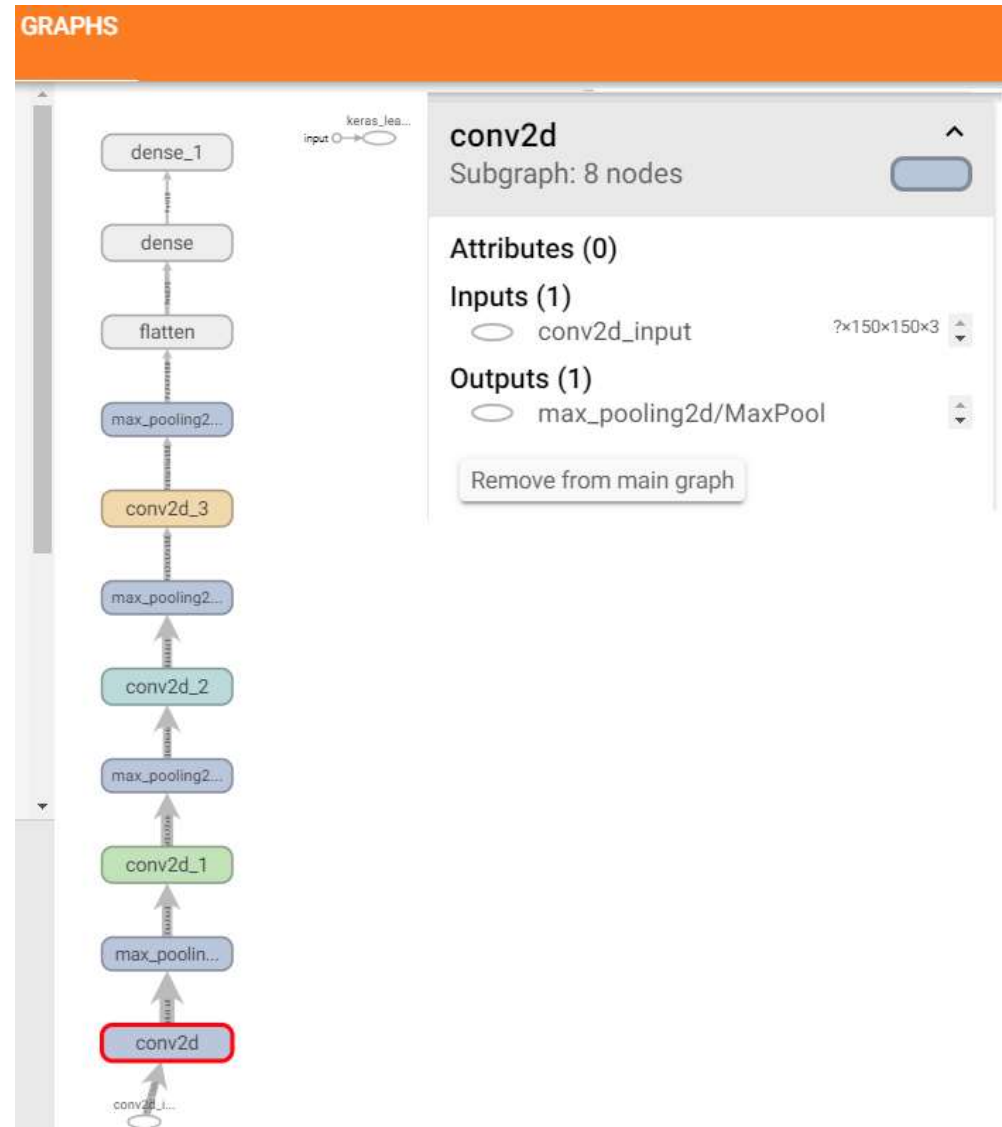 GRAPHS
dense_1
dense
flatten
max_pooling2...
conv2d_3
max_pooling2...
conv2d_2
max_pooling2...
conv2d_1
max_poolin...
conv2d
conv2d_i...
keras_lea...
input
conv2d
Subgraph: 8 nodes
Attributes (0)
Inputs (1)
conv2d_input ?×150×150×3
Outputs (1)
max_pooling2d/MaxPool
Remove from main graph